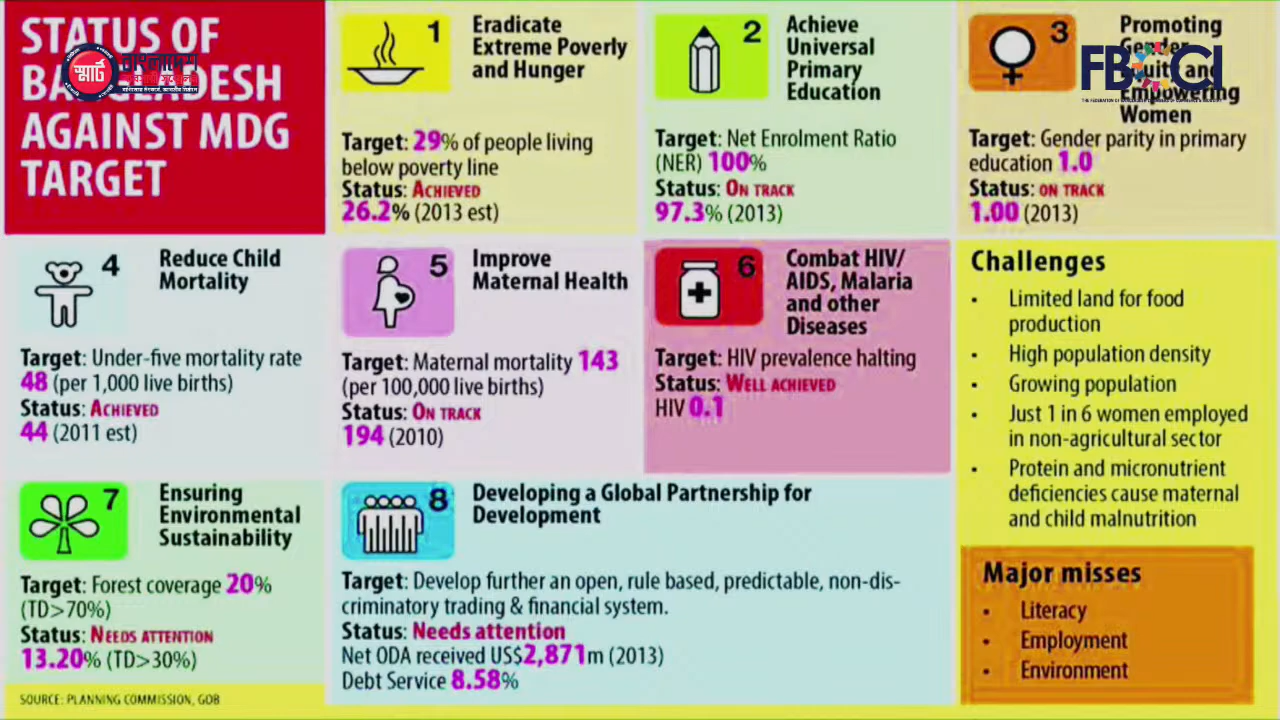 STATUS OF
BANGLADESH
AGAINST MDG
TARGET
স্মার্ট
বাংলাদেশ
1
Eradicate
Extreme Poverly
and Hunger
Target: 29% of people living
below poverty line
Status: ACHIEVED
26.2% (2013 est)
2
Achieve
Universal
Primary
Education
Target: Net Enrolment Ratio
(NER) 100%
Status: ON TRACK
97.3% (2013)
3
Promoting
Gender
Equity and
Empowering
Women
FBCCI
Target: Gender parity in primary
education 1.0
Status: ON TRACK
1.00 (2013)
4
Reduce Child
Mortality
Target: Under-five mortality rate
48 (per 1,000 live births)
Status: ACHIEVED
44 (2011 est)
5
Improve
Maternal Health
Target: Maternal mortality 143
(per 100,000 live births)
Status: ON TRACK
194 (2010)
6
Combat HIV/
AIDS, Malaria
and other
Diseases
Target: HIV prevalence halting
Status: WELL ACHIEVED
HIV 0.1
Challenges
• Limited land for food
production
• High population density
• Growing population
• Just 1 in 6 women employed
in non-agricultural sector
• Protein and micronutrient
deficiencies cause maternal
and child malnutrition
7
Ensuring
Environmental
Sustainability
Target: Forest coverage 20%
(TD>70%)
Status: NEEDS ATTENTION
13.20% (TD>30%)
8
Developing a Global Partnership for
Development
Target: Develop further an open, rule based, predictable, non-dis-
criminatory trading & financial system.
Status: Needs attention
Net ODA received US$2,871m (2013)
Debt Service 8.58%
Major misses
• Literacy
• Employment
• Environment
SOURCE: PLANNING COMMISSION, GOB